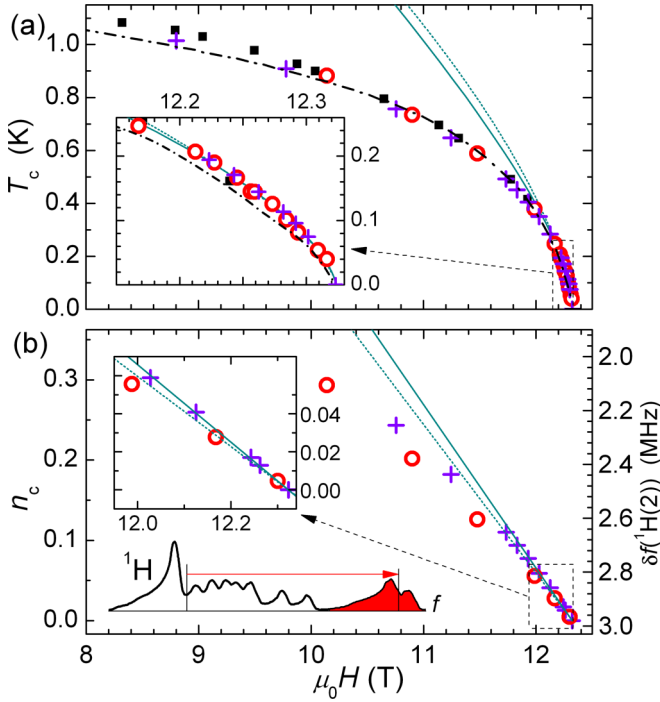 (a)
12.2 12.3
1.0
0.8
0.6
0.4
0.2
0.0
T_c (K)
0.2
0.1
0.0
(b)
0.3
0.2
0.1
0.0
n_c
0.04
0.02
0.00
12.0 12.2
2.0
2.2
2.4
2.6
2.8
3.0
δf(¹H(2)) (MHz)
¹H
f
8 9 10 11 12
μ₀H (T)